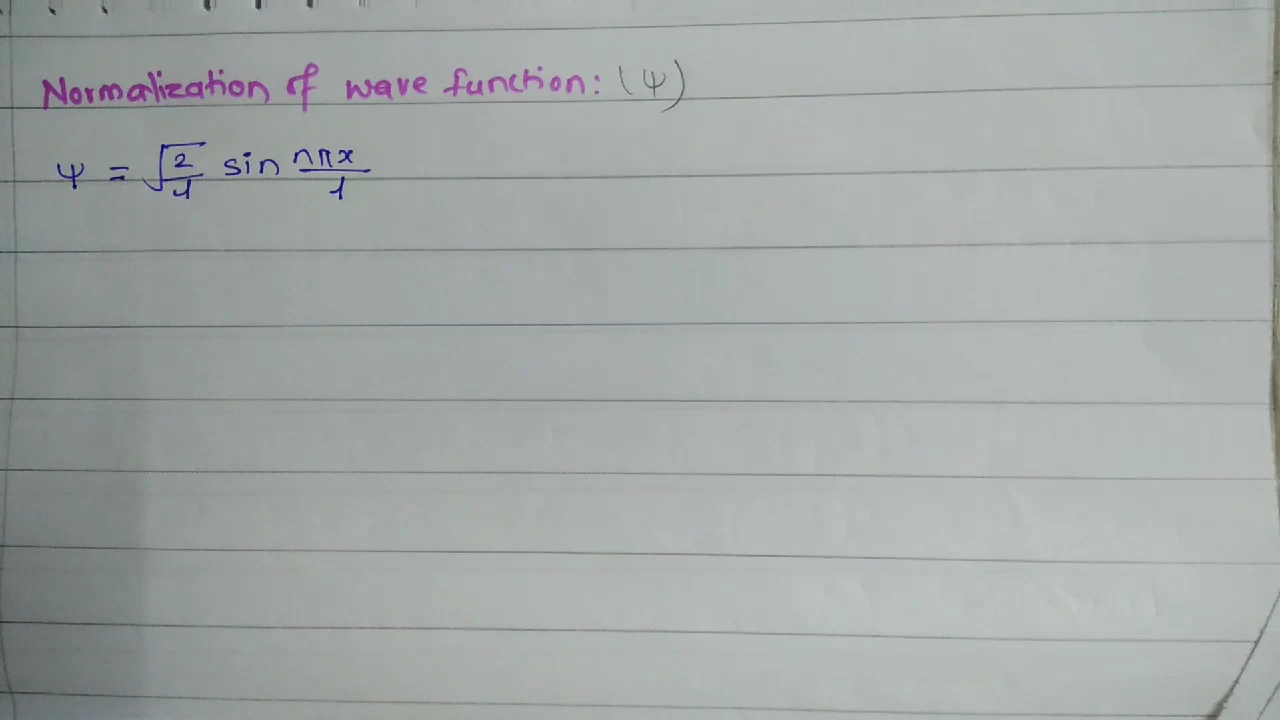 Normalization of wave function: (ψ)
ψ = √2/l sin nπx/l